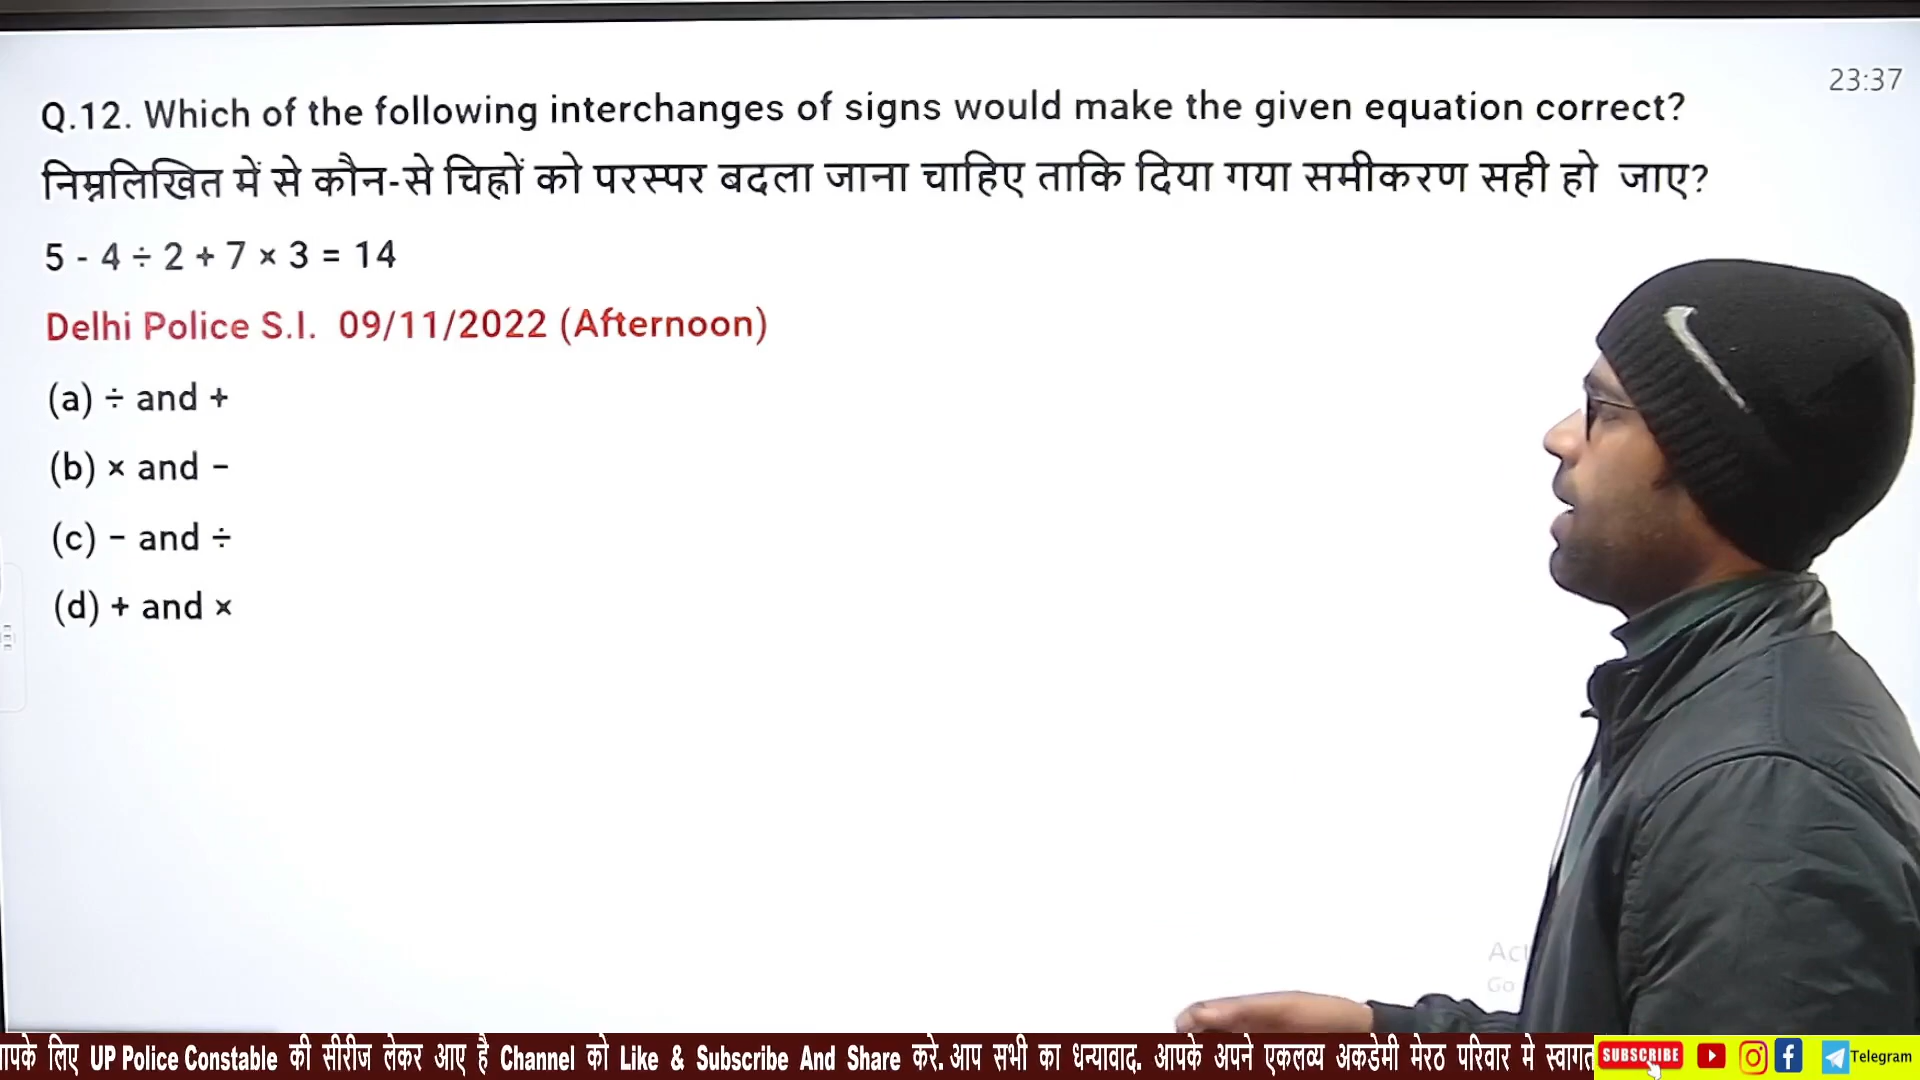 23:37
Q.12. Which of the following interchanges of signs would make the given equation correct?
निम्नलिखित में से कौन-से चिह्नों को परस्पर बदला जाना चाहिए ताकि दिया गया समीकरण सही हो जाए?
5 - 4 ÷ 2 + 7 × 3 = 14
Delhi Police S.I. 09/11/2022 (Afternoon)
(a) ÷ and +
(b) × and −
(c) − and ÷
(d) + and ×
Go
लिए UP Police Constable की सीरीज लेकर आए है Channel को Like & Subscribe And Share करे. आप सभी का धन्यावाद. आपके अपने एकलव्य अकडेमी मेरठ परिवार मे स्वागत
SUBSCRIBE Telegram